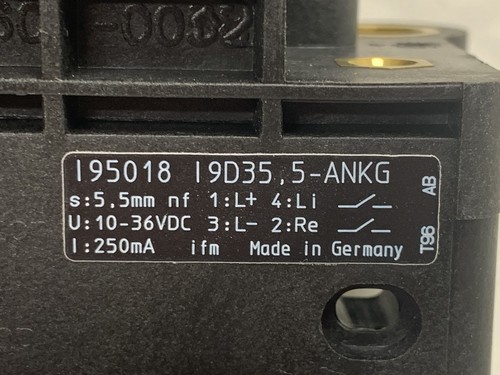 I95018 I9D35,5-ANKG
s:5,5mm nf 1:L+ 4:Li
U:10-36VDC 3:L- 2:Re
I:250mA ifm Made in Germany
T96 AB